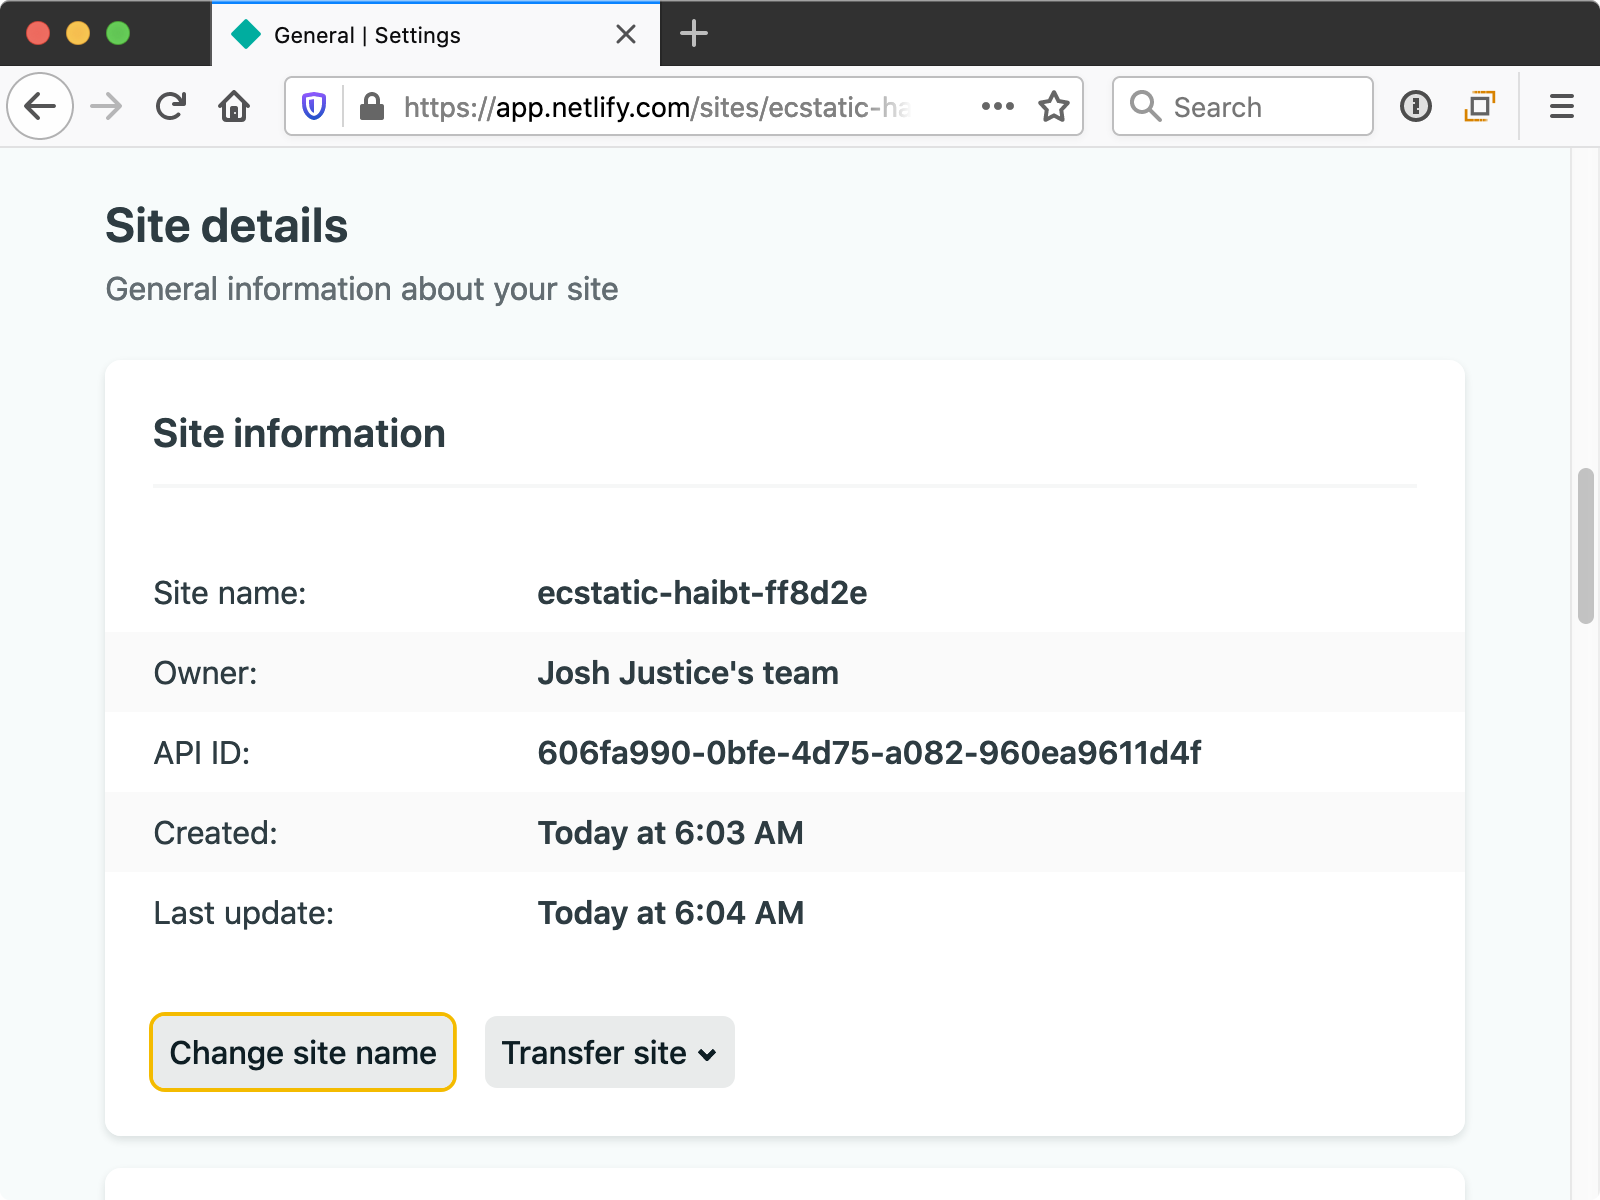 General | Settings
https://app.netlify.com/sites/ecstatic-ha
Search
Site details
General information about your site
Site information
Site name: ecstatic-haibt-ff8d2e
Owner: Josh Justice's team
API ID: 606fa990-0bfe-4d75-a082-960ea9611d4f
Created: Today at 6:03 AM
Last update: Today at 6:04 AM
Change site name Transfer site